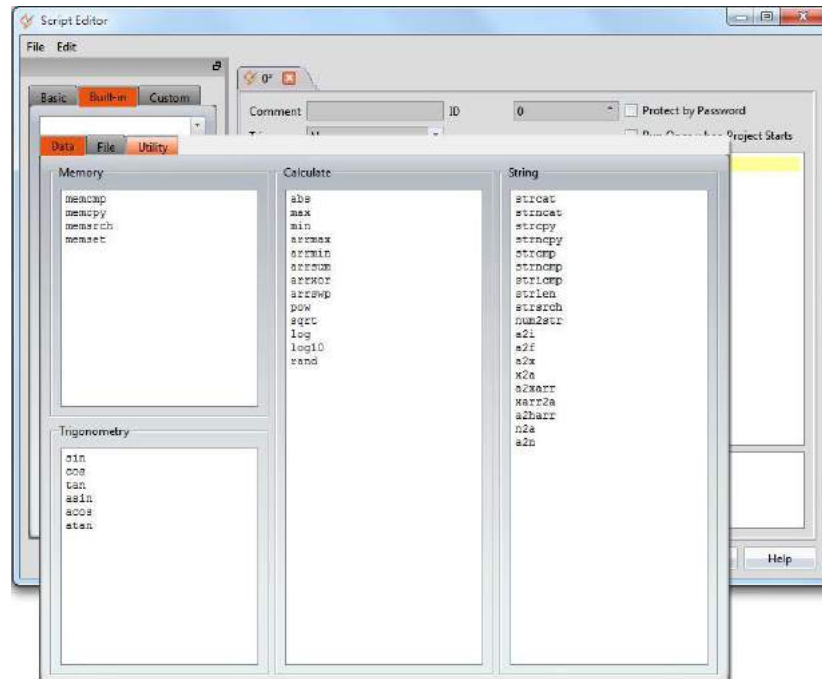 Script Editor
File Edit
Basic Built-in Custom
0*
Comment ID 0 Protect by Password
Project Starts
Data File Utility
Memory
memcmp
memcpy
memsrch
memset
Calculate
abs
max
min
arrmax
arrmin
arrsum
arrxor
arrswp
pow
sqrt
log
log10
rand
String
strcat
strncat
strcpy
strncpy
strcmp
strncmp
stricmp
strlen
strsrch
num2str
a2i
a2f
a2x
x2a
a2xarr
xarr2a
a2harr
n2a
a2n
Trigonometry
sin
cos
tan
asin
acos
atan
Help